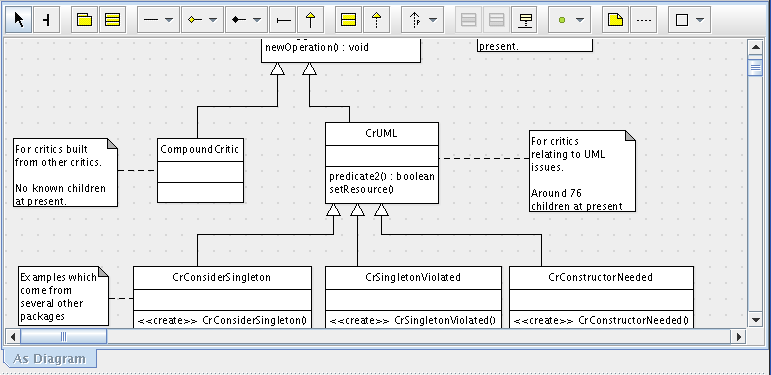 newOperation() : void
present.
For critics built
from other critics.
No known children
at present.
CompoundCritic
CrUML
predicate2() : boolean
setResource()
For critics
relating to UML
issues.
Around 76
children at present
Examples which
come from
several other
packages
CrConsiderSingleton
<<create>> CrConsiderSingleton()
CrSingletonViolated
<<create>> CrSingletonViolated()
CrConstructorNeeded
<<create>> CrConstructorNeeded()
As Diagram